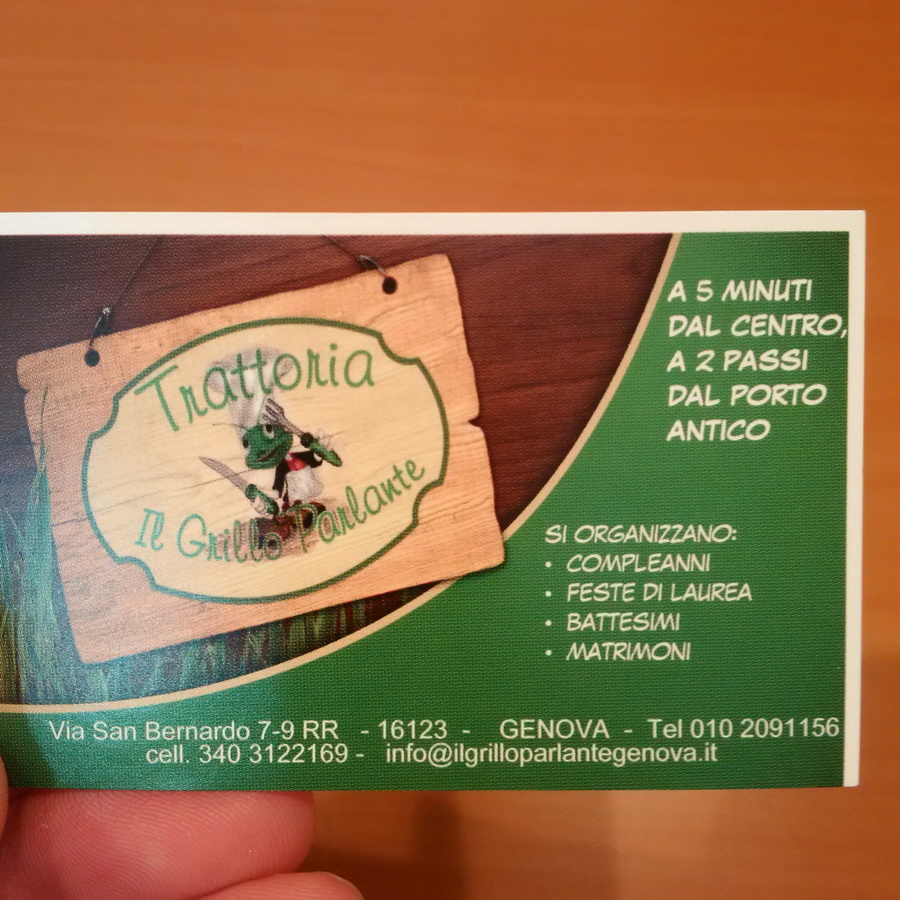 Trattoria
Il Grillo Parlante
A 5 MINUTI
DAL CENTRO,
A 2 PASSI
DAL PORTO
ANTICO
SI ORGANIZZANO:
• COMPLEANNI
• FESTE DI LAUREA
• BATTESIMI
• MATRIMONI
Via San Bernardo 7-9 RR - 16123 - GENOVA - Tel 010 2091156
cell. 340 3122169 - info@ilgrilloparlantegenova.it